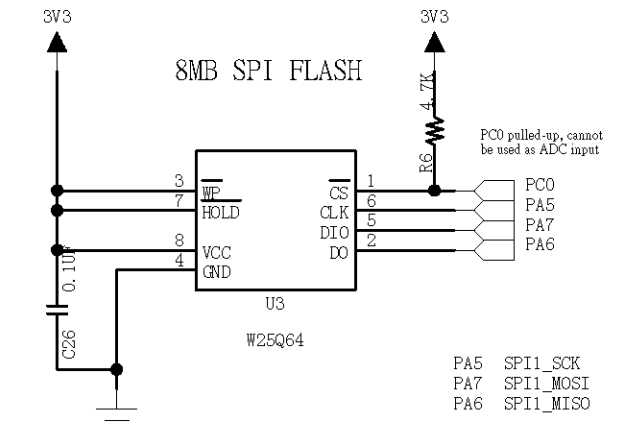 3V3
3V3
8MB SPI FLASH
4.7K
R6
PC0 pulled-up, cannot
be used as ADC input
3
WP
7
HOLD
8
VCC
4
GND
CS
1
CLK
6
DIO
5
DO
2
PC0
PA5
PA7
PA6
0.1UF
C26
U3
W25Q64
PA5 SPI1_SCK
PA7 SPI1_MOSI
PA6 SPI1_MISO